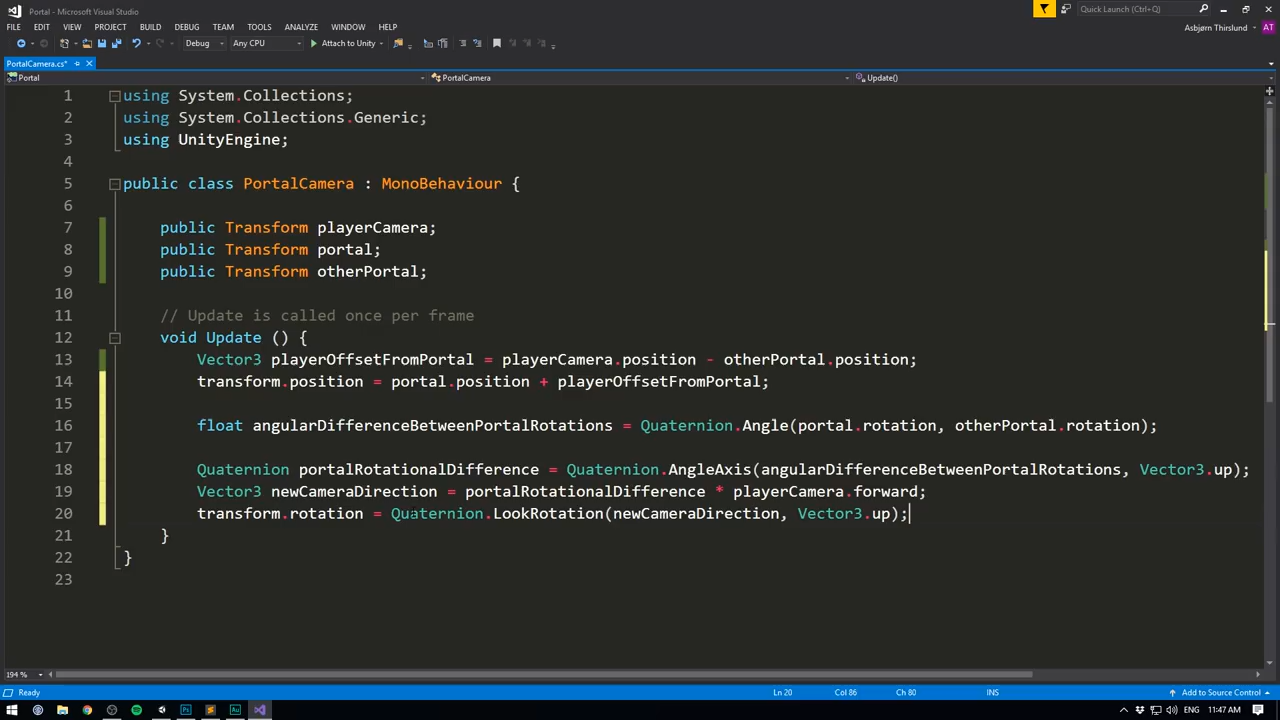 Portal - Microsoft Visual Studio
Quick Launch (Ctrl+Q)
FILE EDIT VIEW PROJECT BUILD DEBUG TEAM TOOLS ANALYZE WINDOW HELP
Asbjørn Thirslund AT
Debug Any CPU Attach to Unity
PortalCamera.cs*
Portal PortalCamera Update()
1 using System.Collections;
2 using System.Collections.Generic;
3 using UnityEngine;
4
5 public class PortalCamera : MonoBehaviour {
6
7 public Transform playerCamera;
8 public Transform portal;
9 public Transform otherPortal;
10
11 // Update is called once per frame
12 void Update () {
13 Vector3 playerOffsetFromPortal = playerCamera.position - otherPortal.position;
14 transform.position = portal.position + playerOffsetFromPortal;
15
16 float angularDifferenceBetweenPortalRotations = Quaternion.Angle(portal.rotation, otherPortal.rotation);
17
18 Quaternion portalRotationalDifference = Quaternion.AngleAxis(angularDifferenceBetweenPortalRotations, Vector3.up);
19 Vector3 newCameraDirection = portalRotationalDifference * playerCamera.forward;
20 transform.rotation = Quaternion.LookRotation(newCameraDirection, Vector3.up);
21 }
22 }
23
194 %
Ready Ln 20 Col 86 Ch 80 INS Add to Source Control
ENG 11:47 AM